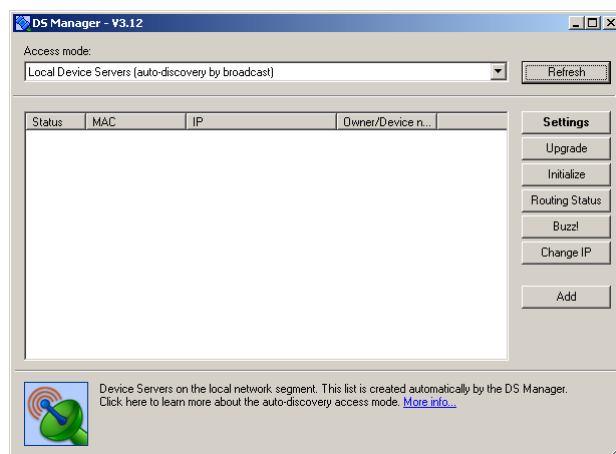 DS Manager - V3.12
Access mode:
Local Device Servers (auto-discovery by broadcast)
Refresh
Status MAC IP Owner/Device n...
Settings
Upgrade
Initialize
Routing Status
Buzz!
Change IP
Add
Device Servers on the local network segment. This list is created automatically by the DS Manager.
Click here to learn more about the auto-discovery access mode. More info...